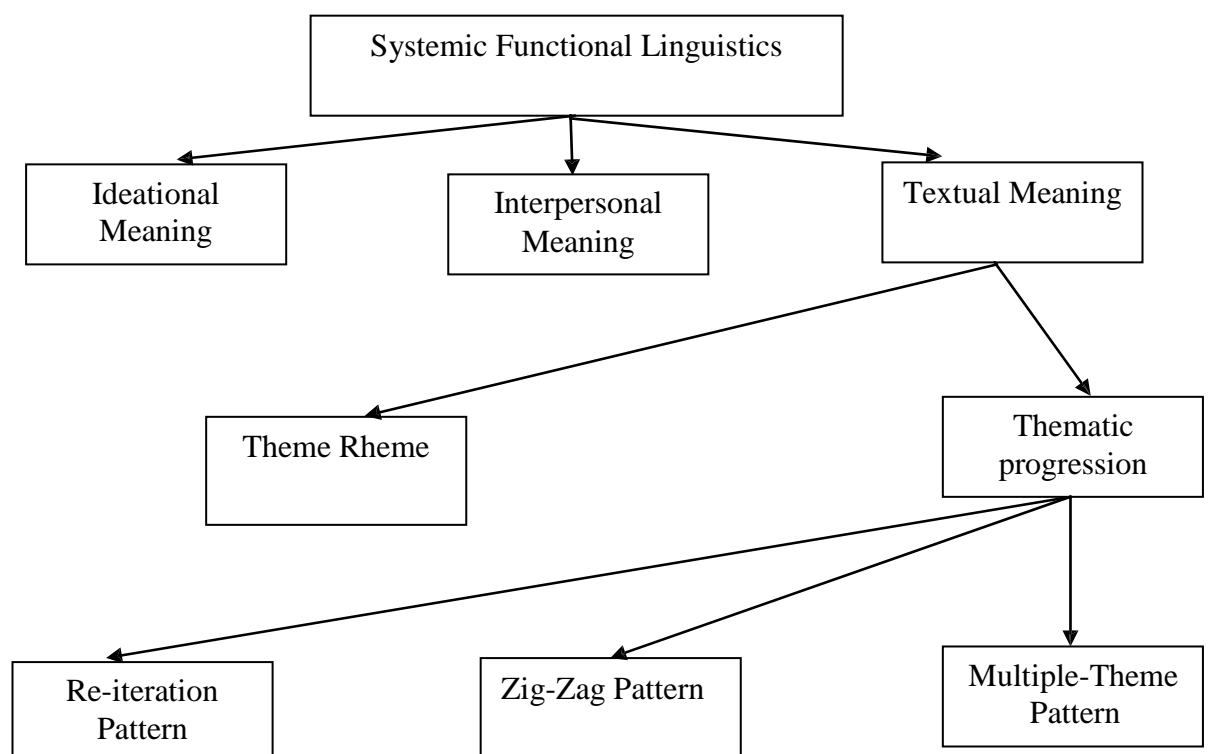 Systemic Functional Linguistics
Ideational
Meaning
Interpersonal
Meaning
Textual Meaning
Theme Rheme
Thematic
progression
Re-iteration
Pattern
Zig-Zag Pattern
Multiple-Theme
Pattern